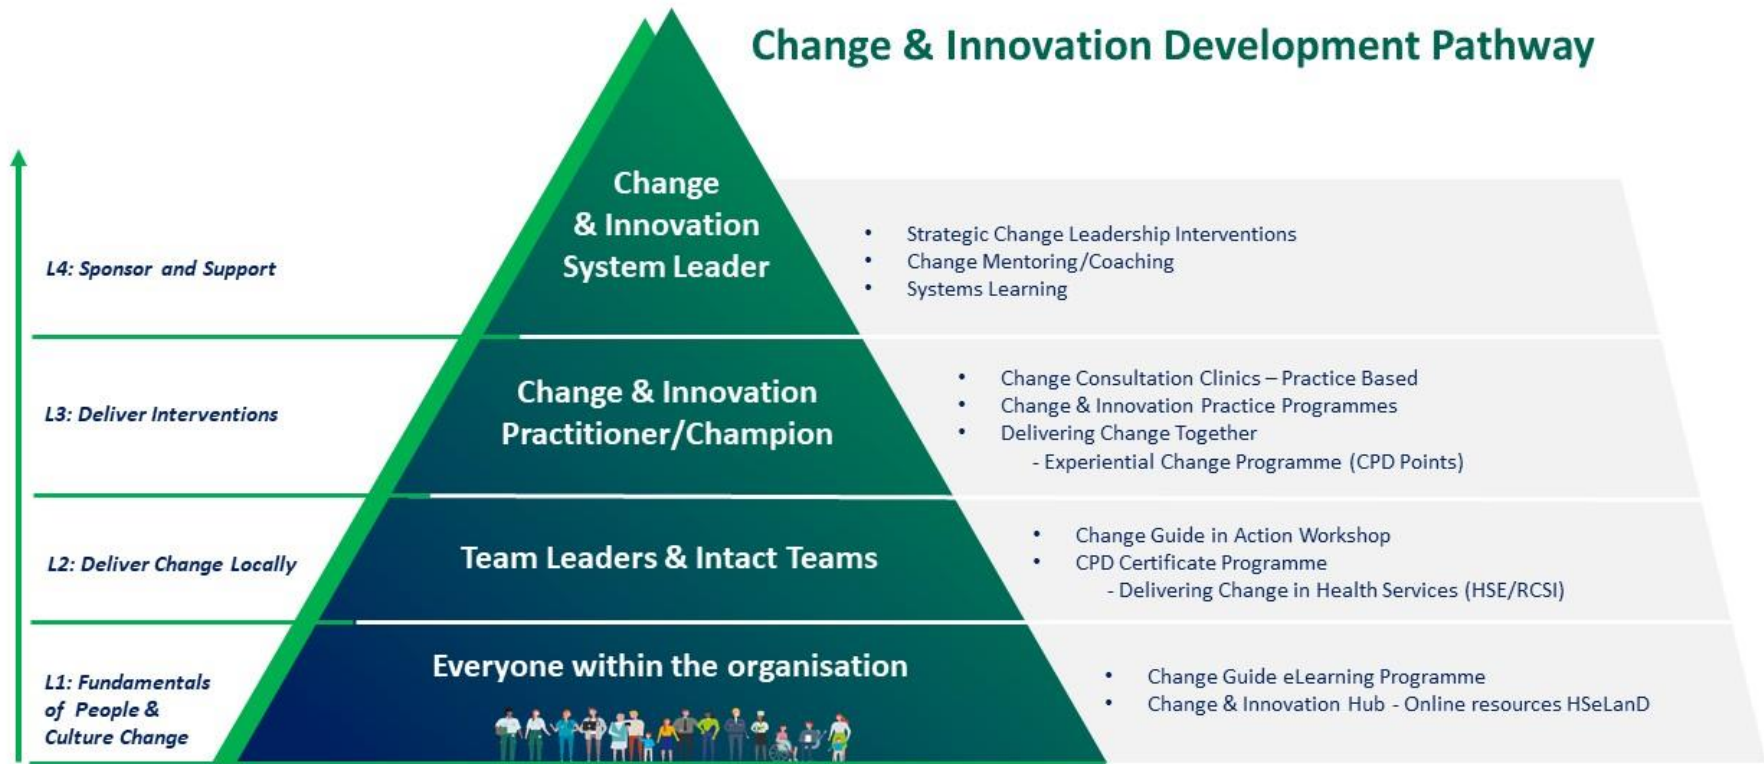 Change & Innovation Development Pathway
L4: Sponsor and Support
Change
& Innovation
System Leader
• Strategic Change Leadership Interventions
• Change Mentoring/Coaching
• Systems Learning
L3: Deliver Interventions
Change & Innovation
Practitioner/Champion
• Change Consultation Clinics – Practice Based
• Change & Innovation Practice Programmes
• Delivering Change Together
- Experiential Change Programme (CPD Points)
L2: Deliver Change Locally
Team Leaders & Intact Teams
• Change Guide in Action Workshop
• CPD Certificate Programme
- Delivering Change in Health Services (HSE/RCSI)
L1: Fundamentals
of People &
Culture Change
Everyone within the organisation
• Change Guide eLearning Programme
• Change & Innovation Hub - Online resources HSeLanD